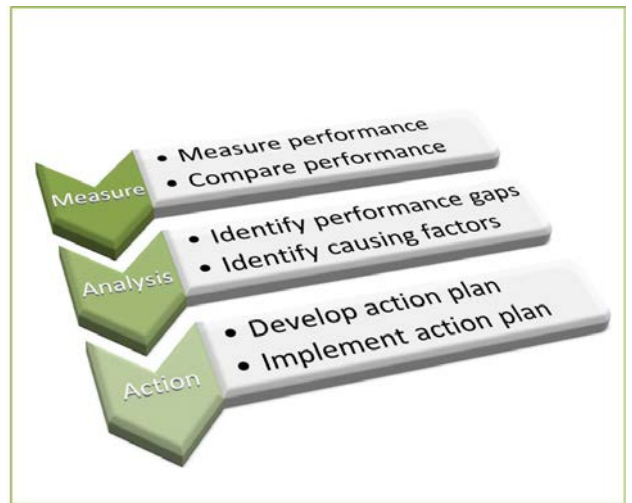 Measure
• Measure performance
• Compare performance
Analysis
• Identify performance gaps
• Identify causing factors
Action
• Develop action plan
• Implement action plan